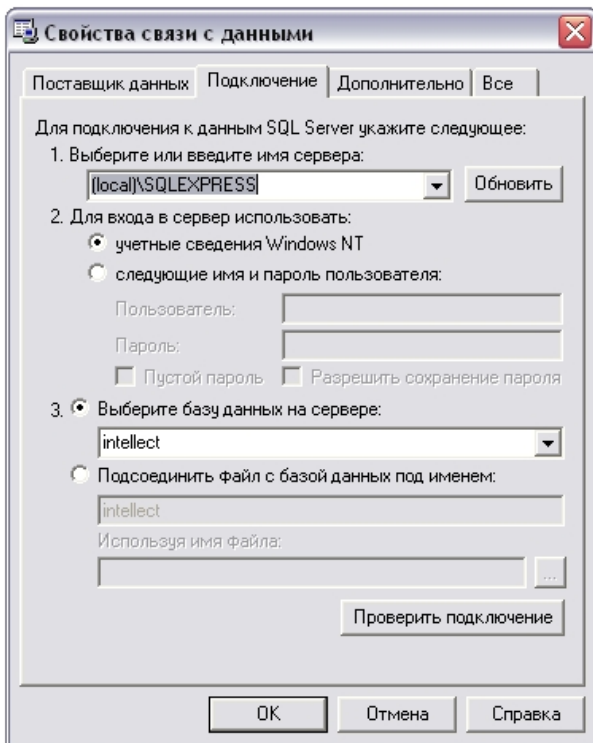 Свойства связи с данными
Поставщик данных Подключение Дополнительно Все
Для подключения к данным SQL Server укажите следующее:
1. Выберите или введите имя сервера:
(local)\SQLEXPRESS Обновить
2. Для входа в сервер использовать:
учетные сведения Windows NT
следующие имя и пароль пользователя:
Пользователь:
Пароль:
Пустой пароль Разрешить сохранение пароля
3. Выберите базу данных на сервере:
intellect
Подсоединить файл с базой данных под именем:
intellect
Используя имя файла:
...
Проверить подключение
OK Отмена Справка